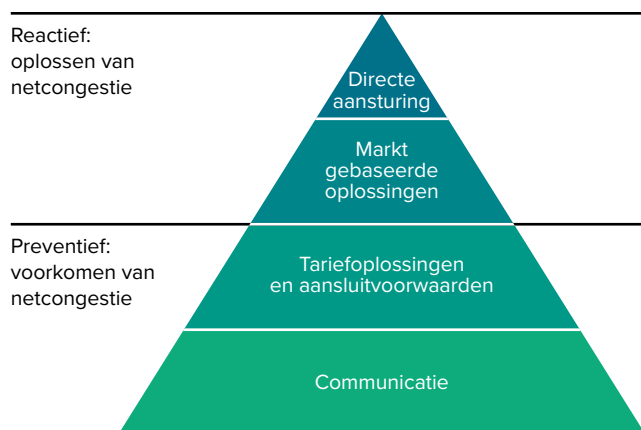 Reactief:
oplossen van
netcongestie
Directe
aansturing
Markt
gebaseerde
oplossingen
Preventief:
voorkomen van
netcongestie
Tariefoplossingen
en aansluitvoorwaarden
Communicatie